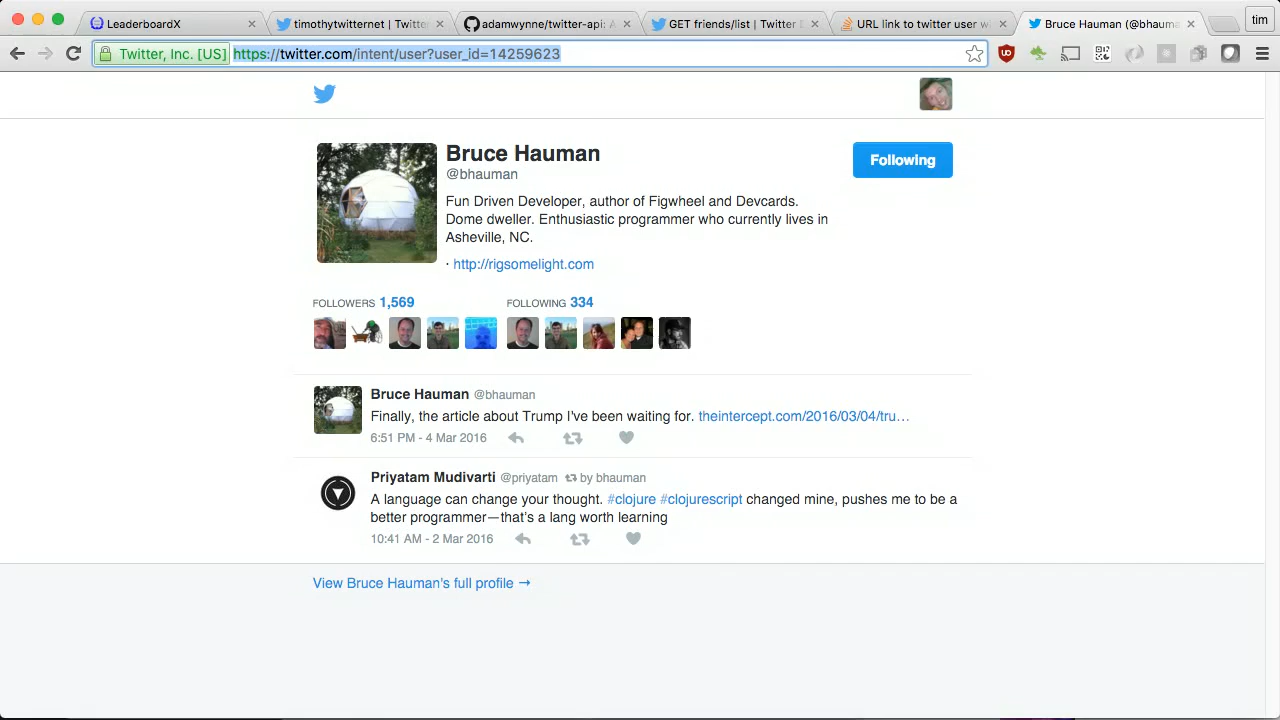 LeaderboardX
timothytwitternet | Twitte
adamwynne/twitter-api: A
GET friends/list | Twitter D
URL link to twitter user w
Bruce Hauman (@bhauma
tim
Twitter, Inc. [US] https://twitter.com/intent/user?user_id=14259623
Bruce Hauman
@bhauman
Following
Fun Driven Developer, author of Figwheel and Devcards.
Dome dweller. Enthusiastic programmer who currently lives in
Asheville, NC.
· http://rigsomelight.com
FOLLOWERS 1,569
FOLLOWING 334
Bruce Hauman @bhauman
Finally, the article about Trump I've been waiting for. theintercept.com/2016/03/04/tru…
6:51 PM - 4 Mar 2016
Priyatam Mudivarti @priyatam by bhauman
A language can change your thought. #clojure #clojurescript changed mine, pushes me to be a
better programmer—that's a lang worth learning
10:41 AM - 2 Mar 2016
View Bruce Hauman's full profile →